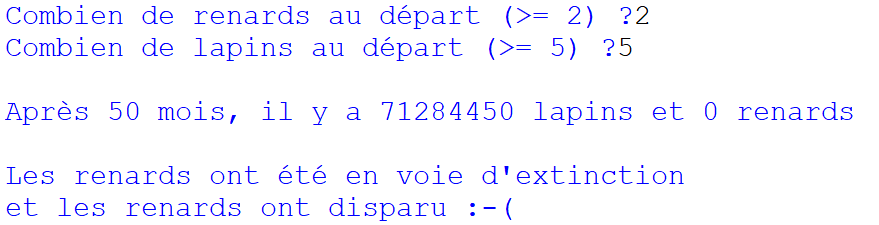 Combien de renards au départ (>= 2) ?2
Combien de lapins au départ (>= 5) ?5
Après 50 mois, il y a 71284450 lapins et 0 renards
Les renards ont été en voie d'extinction
et les renards ont disparu :-(